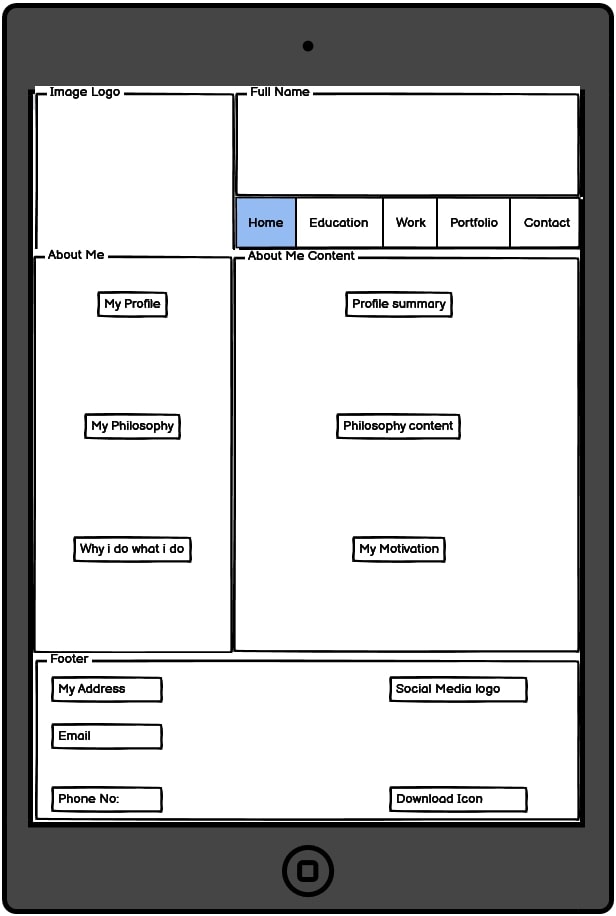 Image Logo
Full Name
Home Education Work Portfolio Contact
About Me
About Me Content
My Profile
Profile summary
My Philosophy
Philosophy content
Why i do what i do
My Motivation
Footer
My Address
Social Media logo
Email
Phone No:
Download Icon